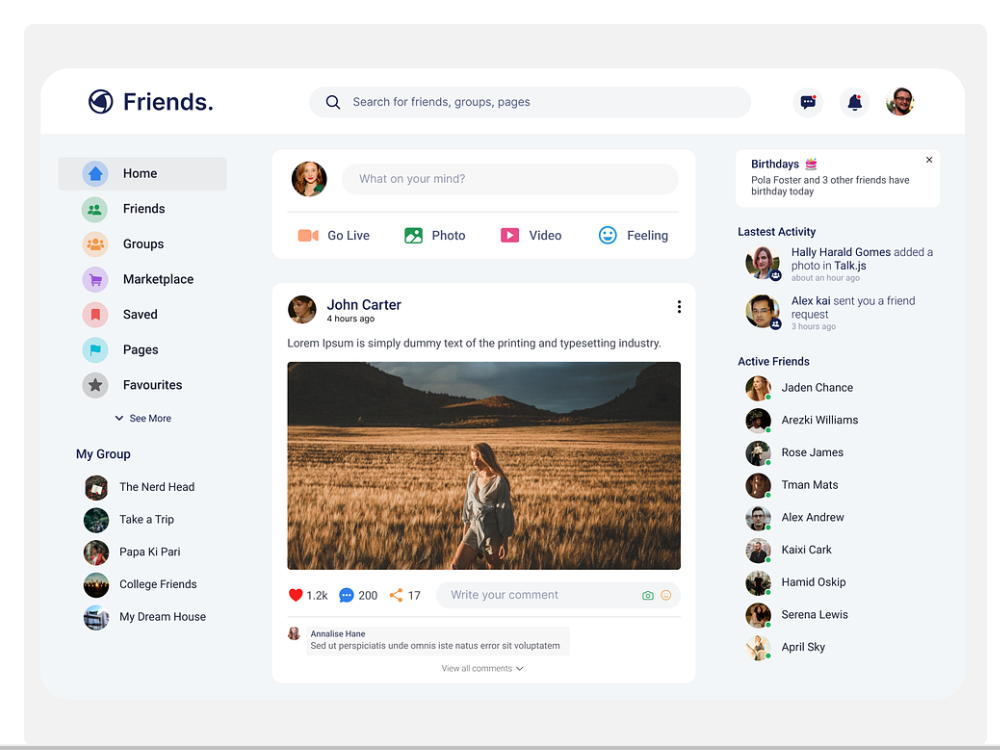 Friends.
Search for friends, groups, pages
Home
Friends
Groups
Marketplace
Saved
Pages
Favourites
See More
My Group
The Nerd Head
Take a Trip
Papa Ki Pari
College Friends
My Dream House
What on your mind?
Go Live
Photo
Video
Feeling
John Carter
4 hours ago
Lorem Ipsum is simply dummy text of the printing and typesetting industry.
1.2k
200
17
Write your comment
Annalise Hane
Sed ut perspiciatis unde omnis iste natus error sit voluptatem
View all comments
Birthdays
Pola Foster and 3 other friends have
birthday today
Lastest Activity
Hally Harald Gomes added a
photo in Talk.js
about an hour ago
Alex kai sent you a friend
request
3 hours ago
Active Friends
Jaden Chance
Arezki Williams
Rose James
Tman Mats
Alex Andrew
Kaixi Cark
Hamid Oskip
Serena Lewis
April Sky